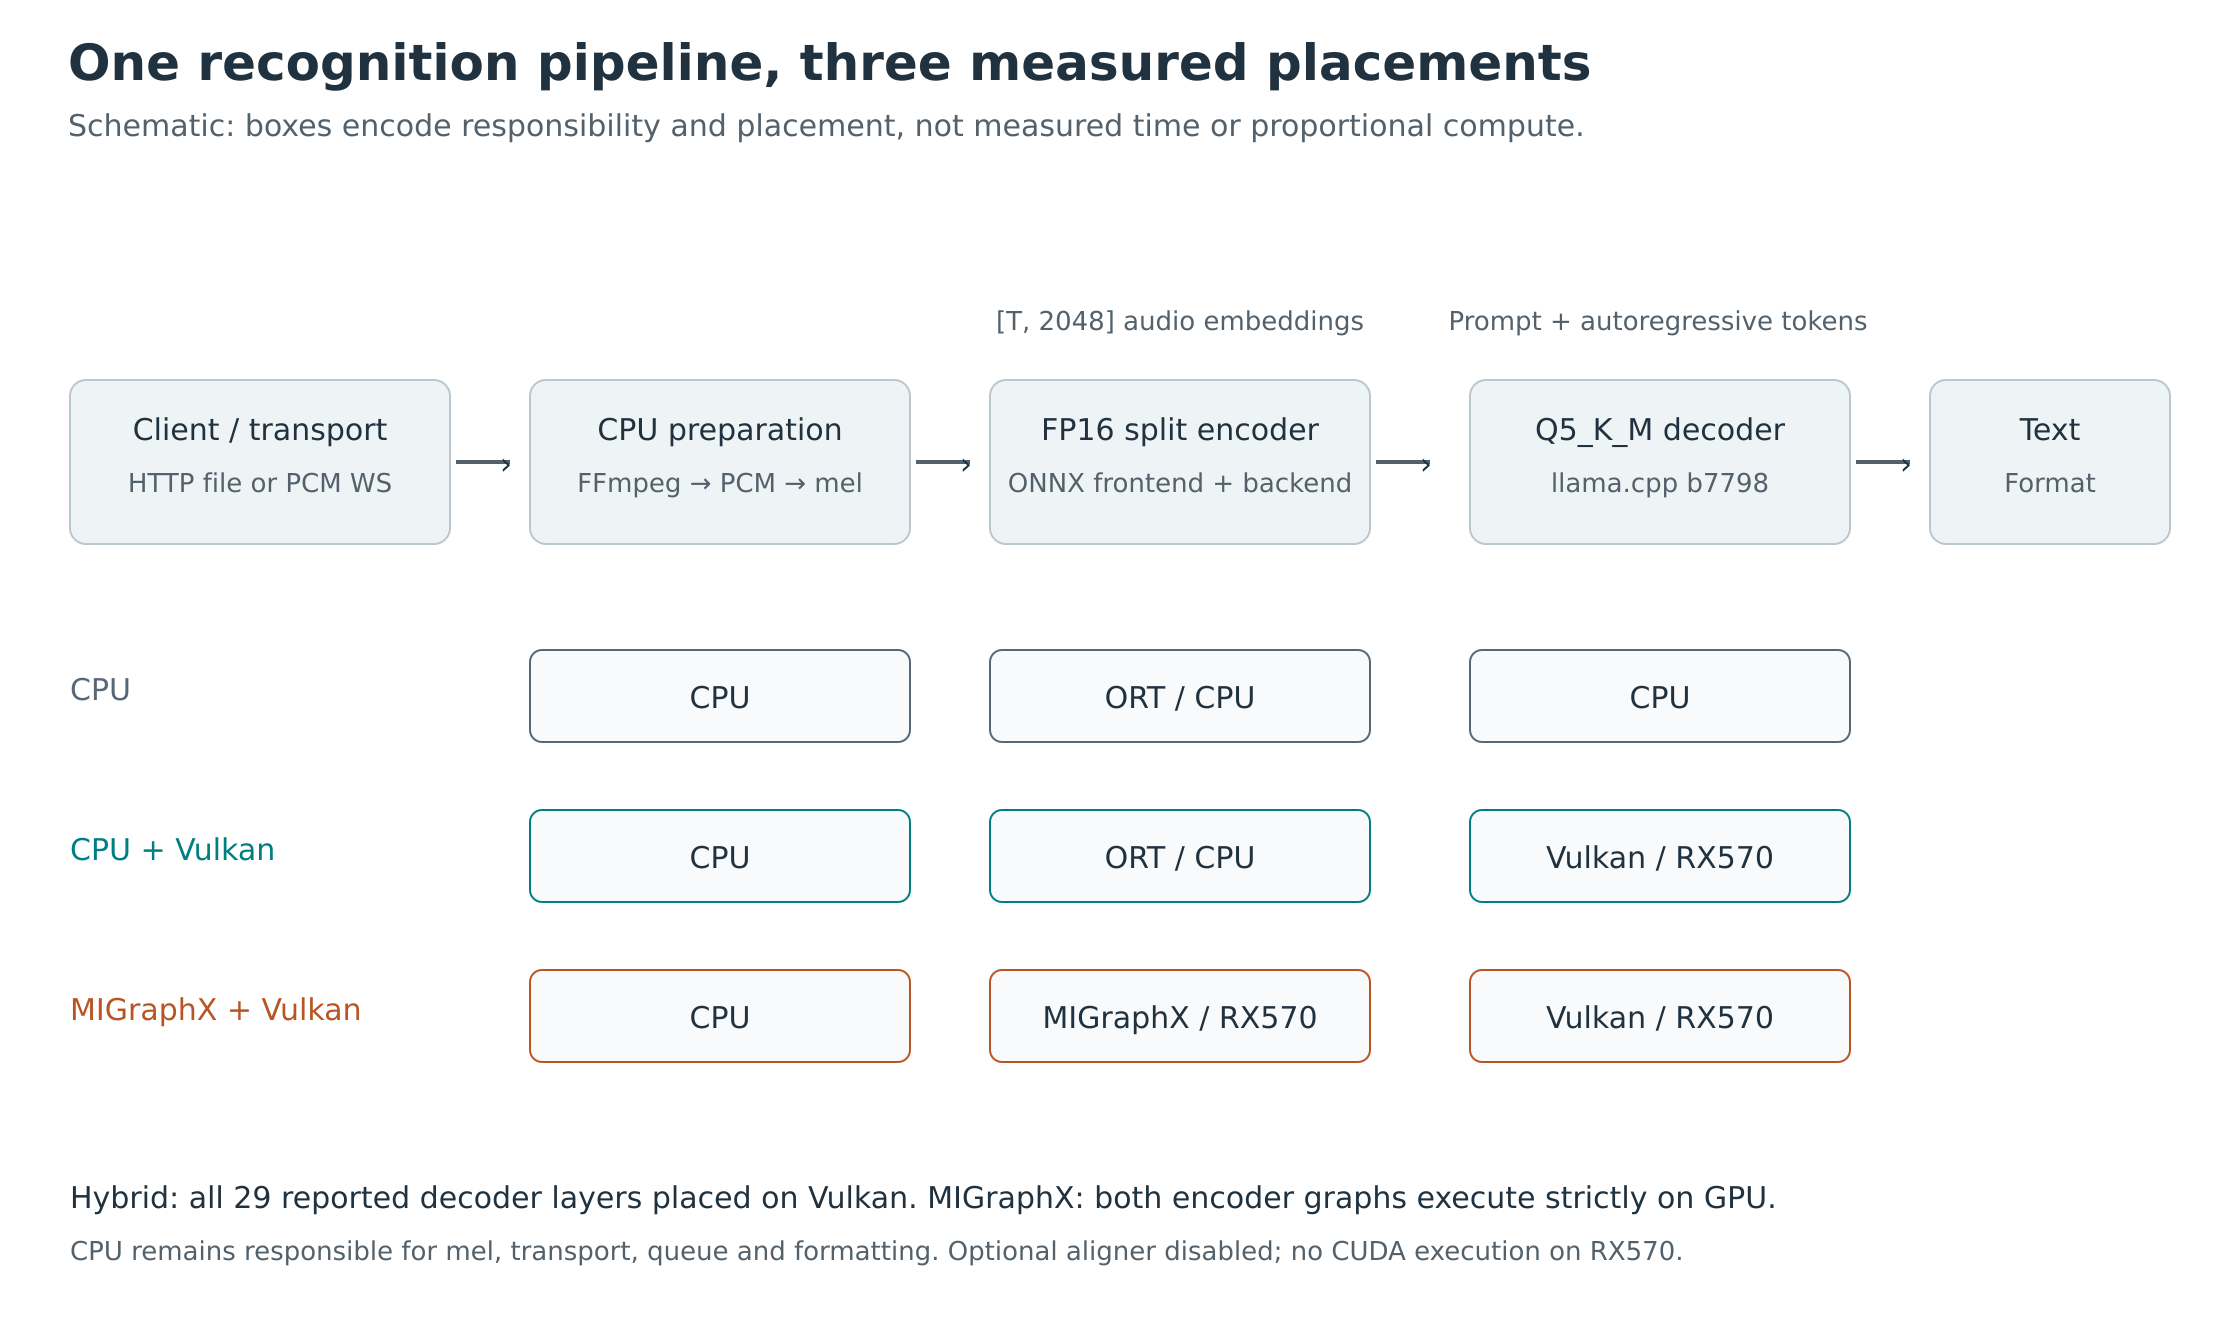 One recognition pipeline, three measured placements
Schematic: boxes encode responsibility and placement, not measured time or proportional compute.
[T, 2048] audio embeddings
Prompt + autoregressive tokens
Client / transport
HTTP file or PCM WS
CPU preparation
FFmpeg → PCM → mel
FP16 split encoder
ONNX frontend + backend
Q5_K_M decoder
llama.cpp b7798
Text
Format
CPU
CPU
ORT / CPU
CPU
CPU + Vulkan
CPU
ORT / CPU
Vulkan / RX570
MIGraphX + Vulkan
CPU
MIGraphX / RX570
Vulkan / RX570
Hybrid: all 29 reported decoder layers placed on Vulkan. MIGraphX: both encoder graphs execute strictly on GPU.
CPU remains responsible for mel, transport, queue and formatting. Optional aligner disabled; no CUDA execution on RX570.